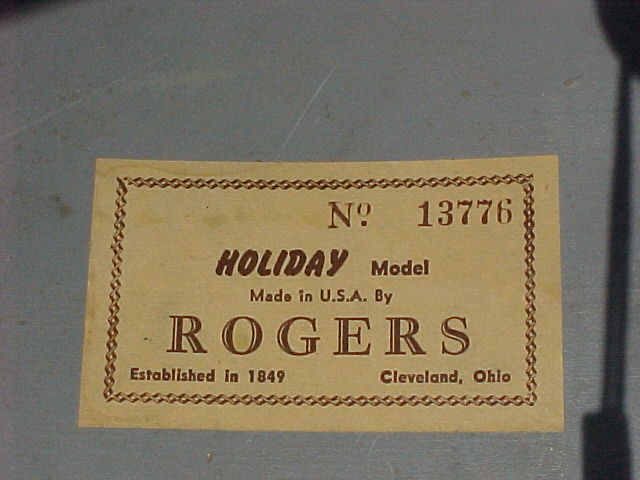 Nº 13776
HOLIDAY Model
Made in U.S.A. By
ROGERS
Established in 1849 Cleveland, Ohio